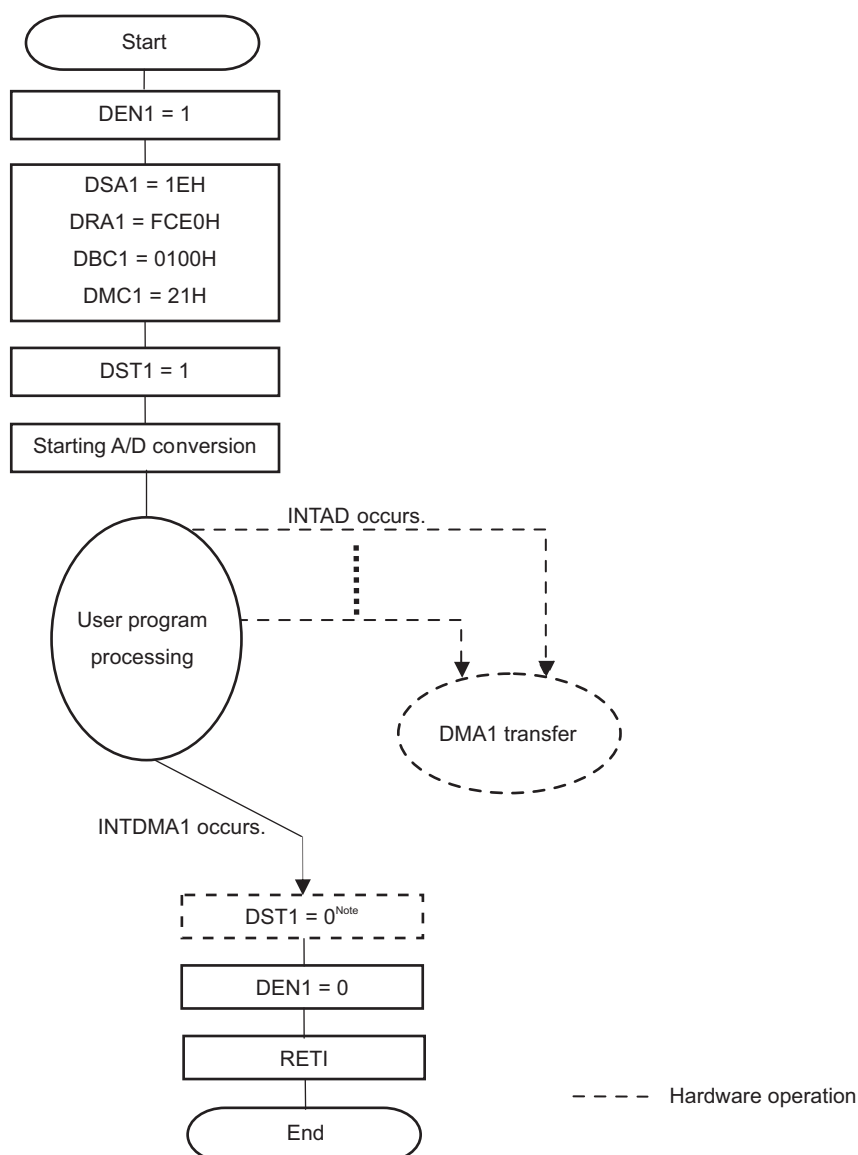 Start
DEN1 = 1
DSA1 = 1EH
DRA1 = FCE0H
DBC1 = 0100H
DMC1 = 21H
DST1 = 1
Starting A/D conversion
INTAD occurs.
User program
processing
DMA1 transfer
INTDMA1 occurs.
DST1 = 0Note
DEN1 = 0
RETI
Hardware operation
End